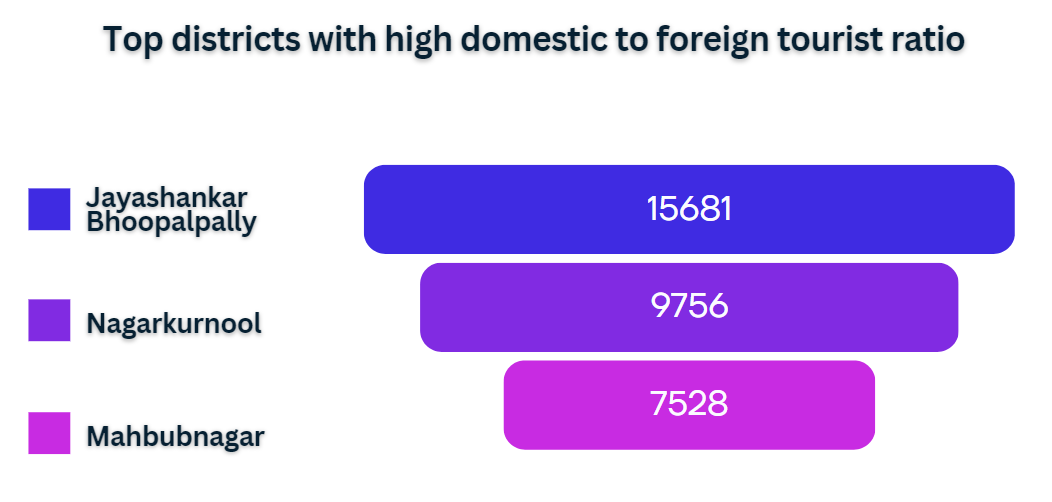 Top districts with high domestic to foreign tourist ratio
Jayashankar
Bhoopalpally
15681
Nagarkurnool
9756
Mahbubnagar
7528